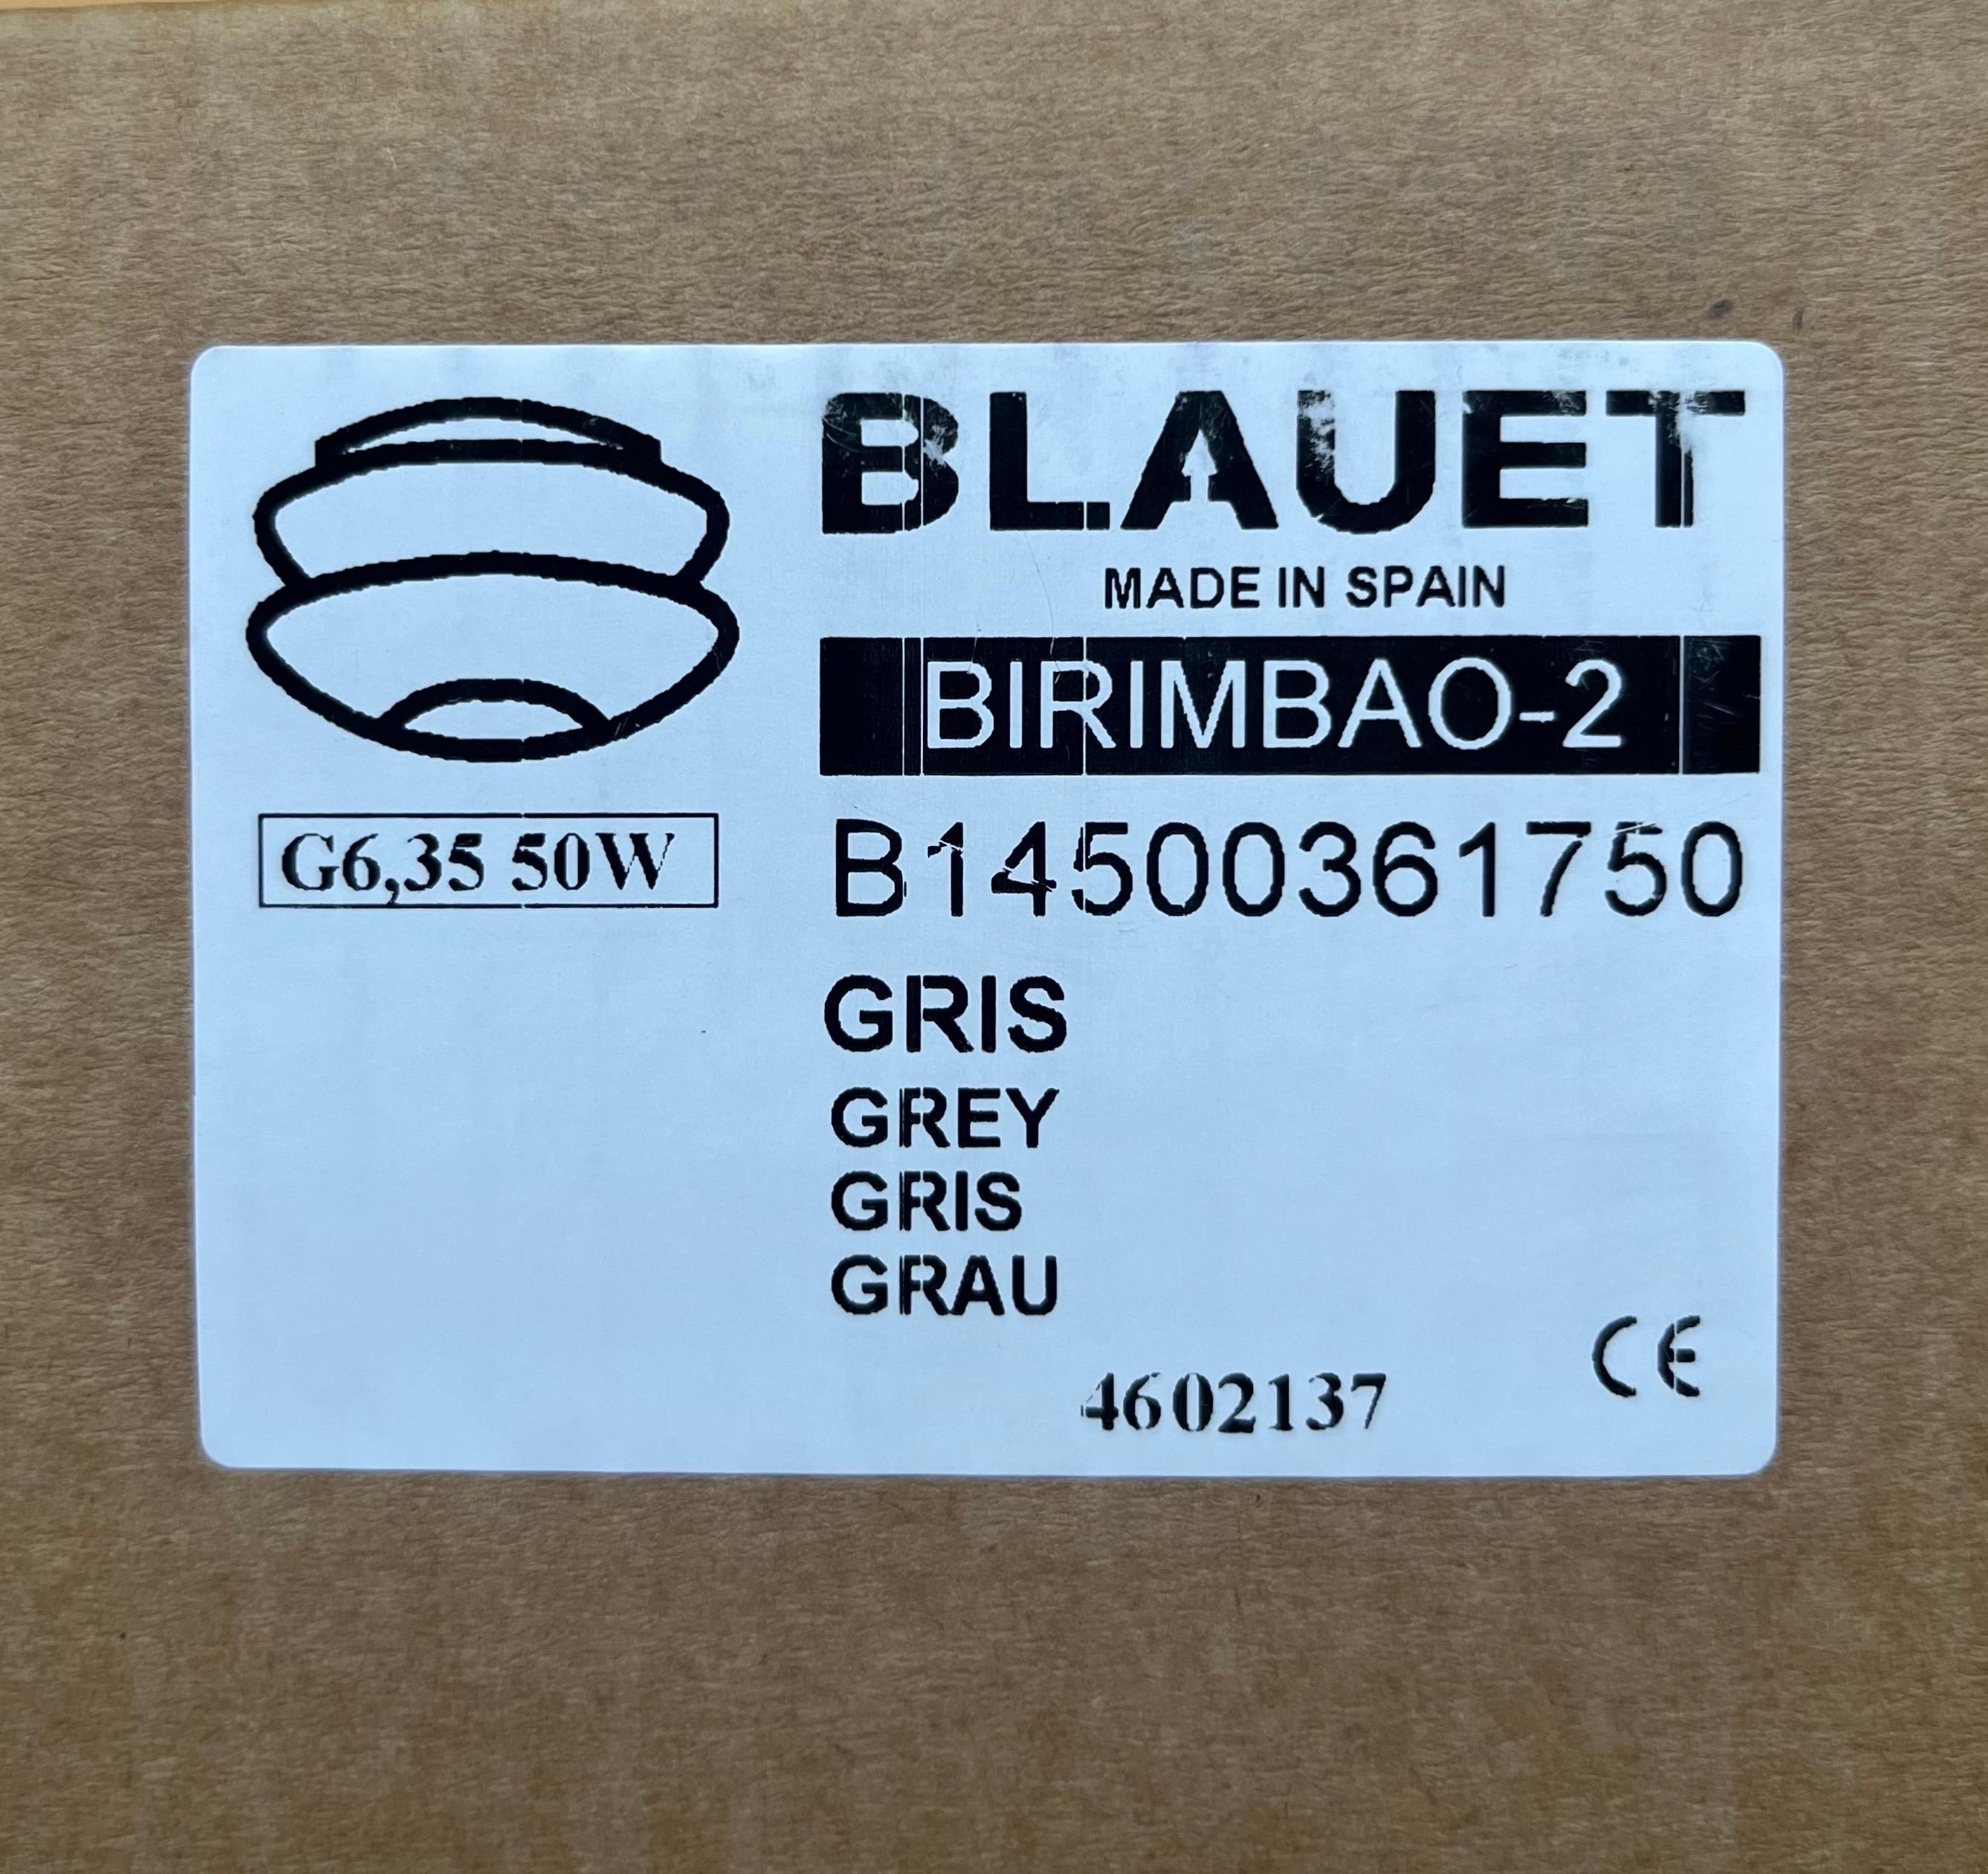 BLAUET
MADE IN SPAIN
BIRIMBAO-2
G6,35 50W
B14500361750
GRIS
GREY
GRIS
GRAU
4602137
CE